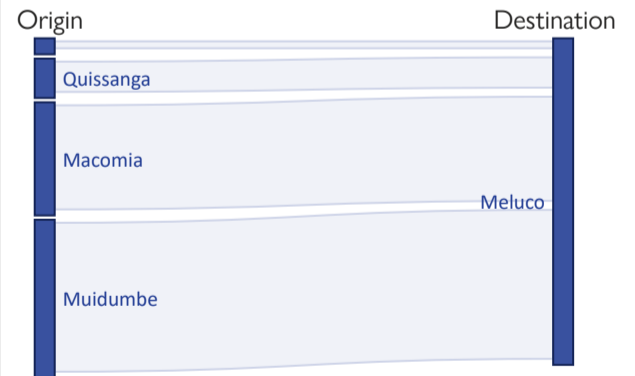 Origin
Destination
Quissanga
Macomia
Meluco
Muidumbe